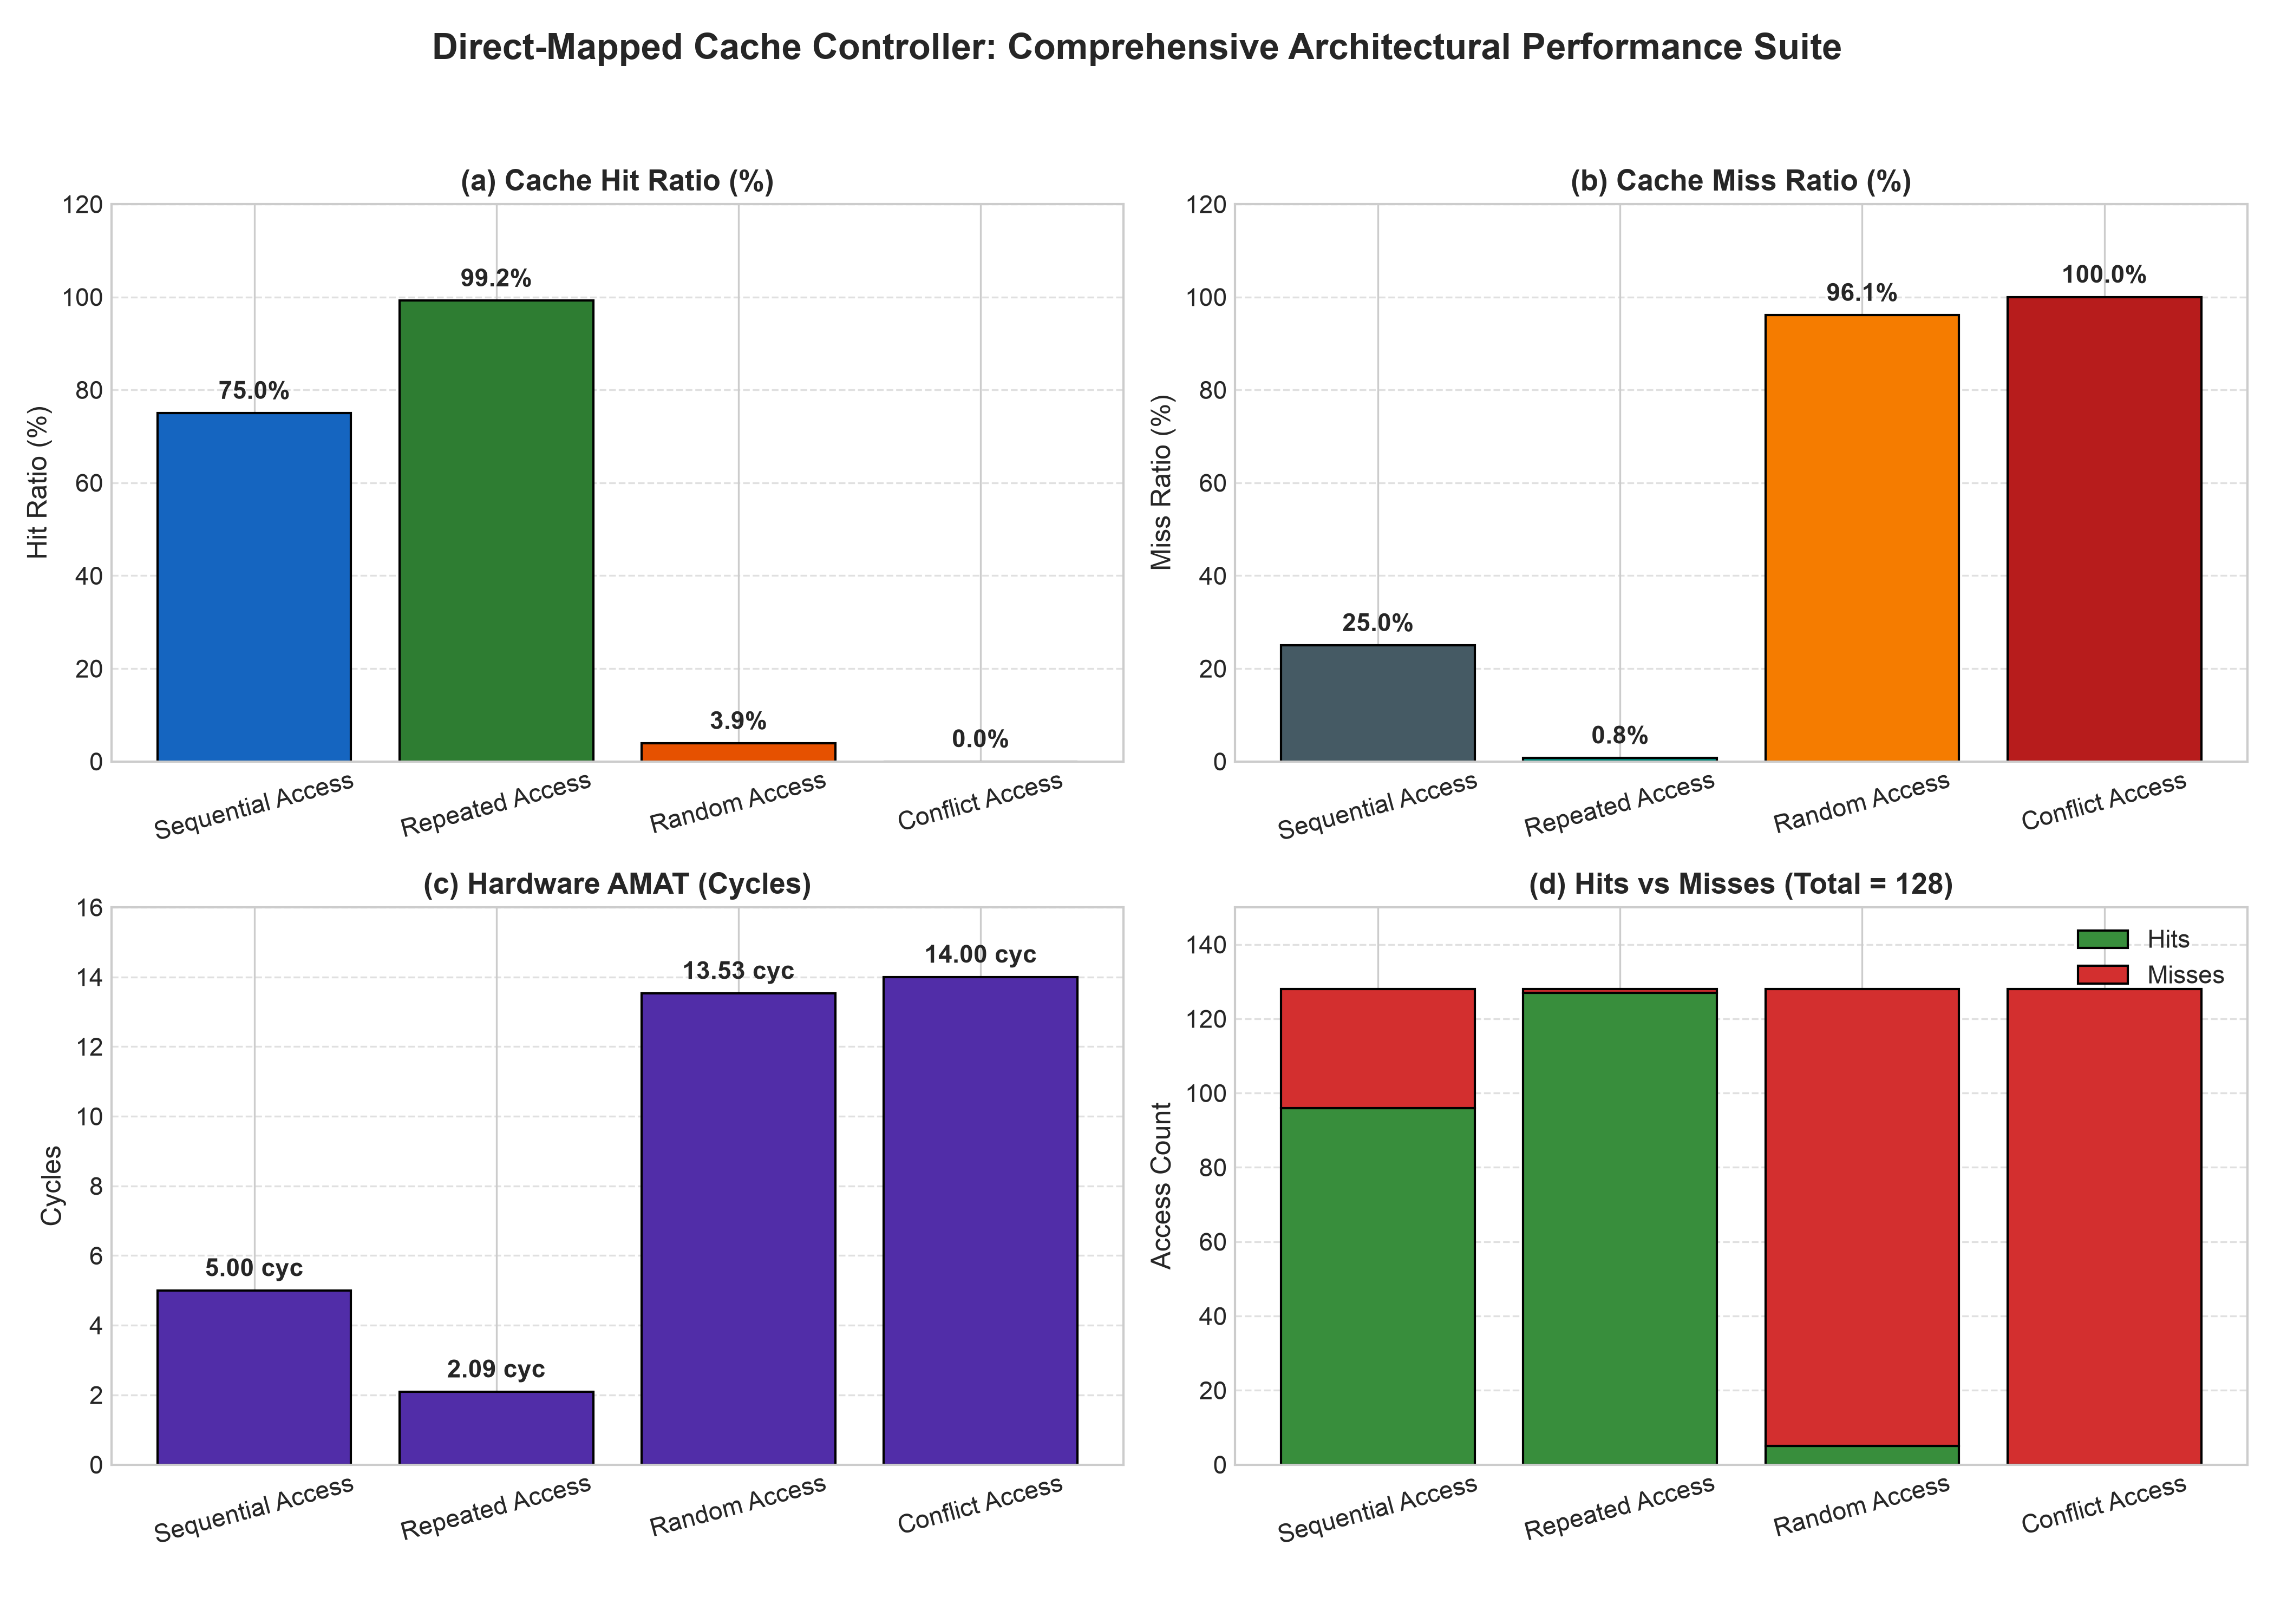 Direct-Mapped Cache Controller: Comprehensive Architectural Performance Suite
(a) Cache Hit Ratio (%)
Hit Ratio (%)
120
100
80
60
40
20
0
75.0%
99.2%
3.9%
0.0%
Sequential Access
Repeated Access
Random Access
Conflict Access
(b) Cache Miss Ratio (%)
Miss Ratio (%)
120
100
80
60
40
20
0
25.0%
0.8%
96.1%
100.0%
Sequential Access
Repeated Access
Random Access
Conflict Access
(c) Hardware AMAT (Cycles)
Cycles
16
14
12
10
8
6
4
2
0
5.00 cyc
2.09 cyc
13.53 cyc
14.00 cyc
Sequential Access
Repeated Access
Random Access
Conflict Access
(d) Hits vs Misses (Total = 128)
Access Count
140
120
100
80
60
40
20
0
Hits
Misses
Sequential Access
Repeated Access
Random Access
Conflict Access